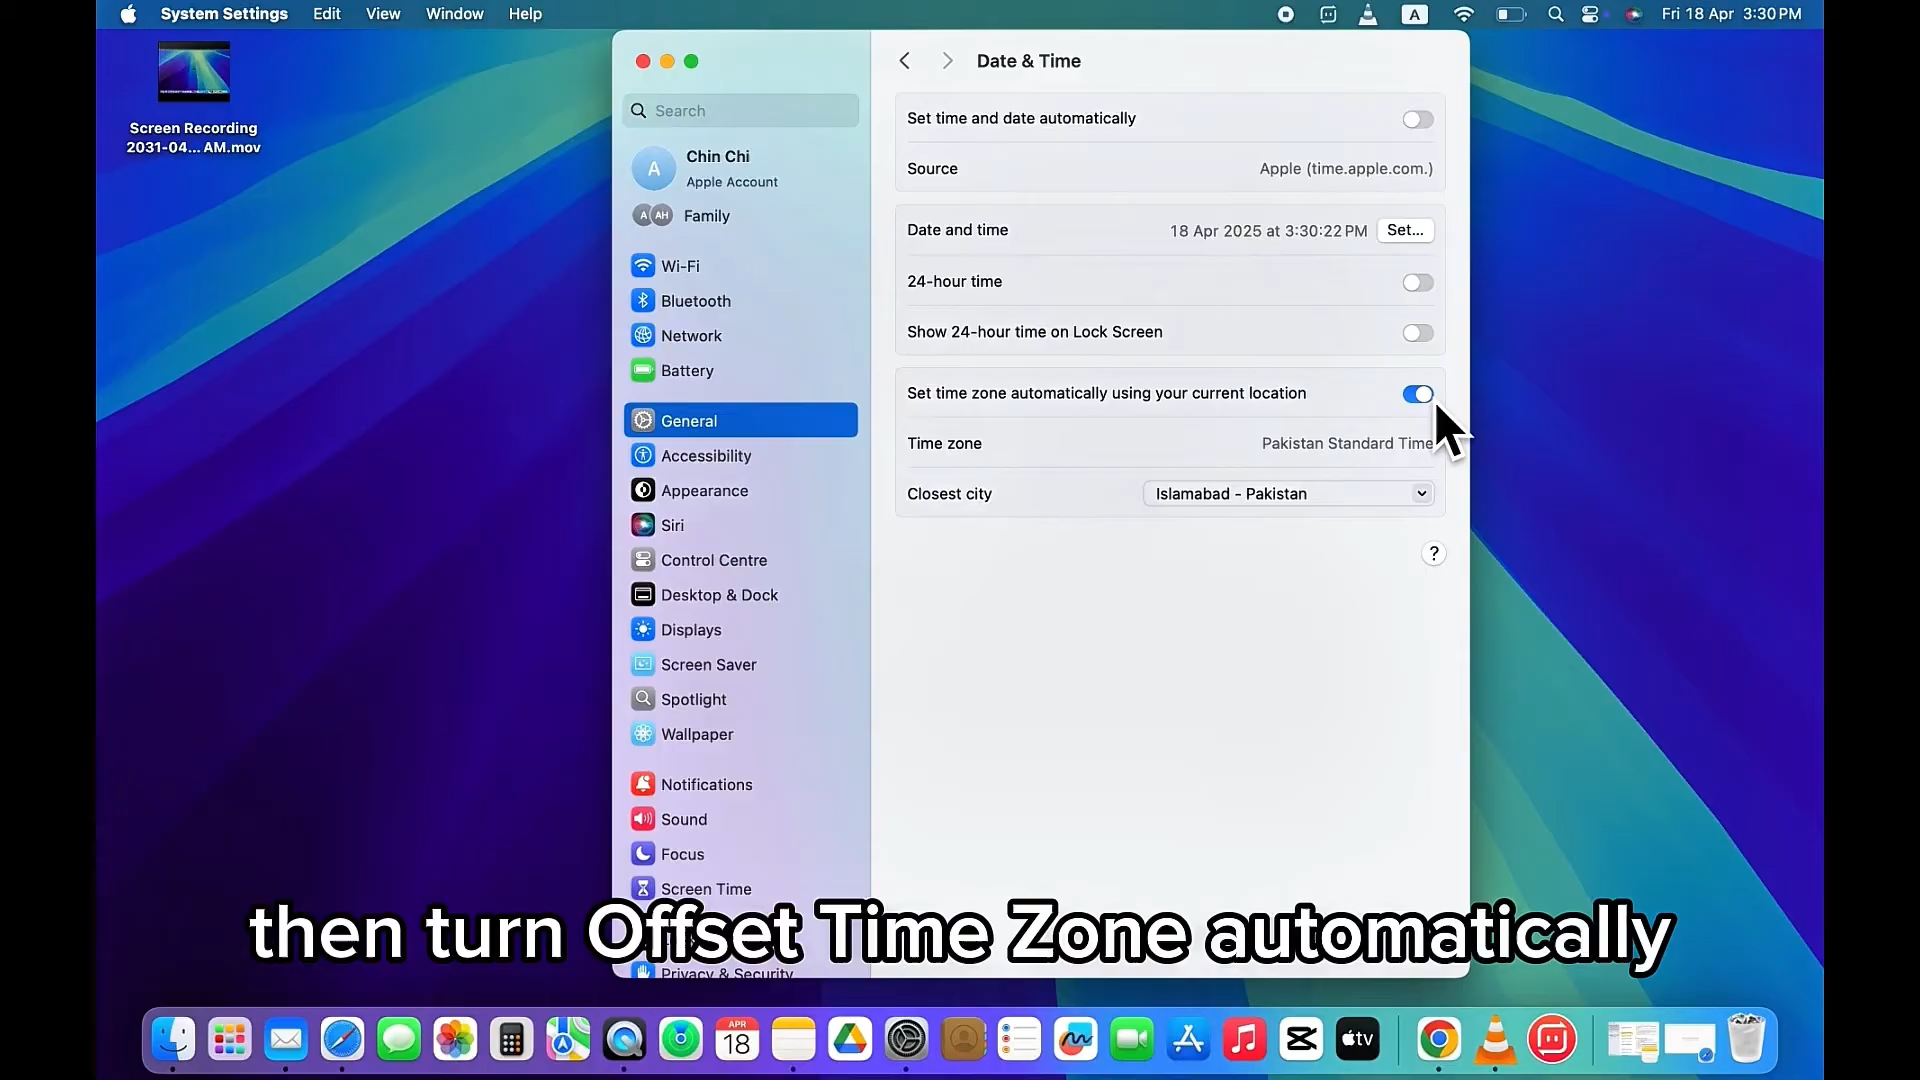 System Settings Edit View Window Help
A
Fri 18 Apr 3:30 PM
Screen Recording
2031-04... AM.mov
Search
A
Chin Chi
Apple Account
A AH Family
Wi-Fi
Bluetooth
Network
Battery
General
Accessibility
Appearance
Siri
Control Centre
Desktop & Dock
Displays
Screen Saver
Spotlight
Wallpaper
Notifications
Sound
Focus
Screen Time
Privacy & Security
Date & Time
Set time and date automatically
Source Apple (time.apple.com.)
Date and time 18 Apr 2025 at 3:30:22 PM Set...
24-hour time
Show 24-hour time on Lock Screen
Set time zone automatically using your current location
Time zone Pakistan Standard Time
Closest city Islamabad - Pakistan
?
then turn Offset Time Zone automatically
APR
18
tv